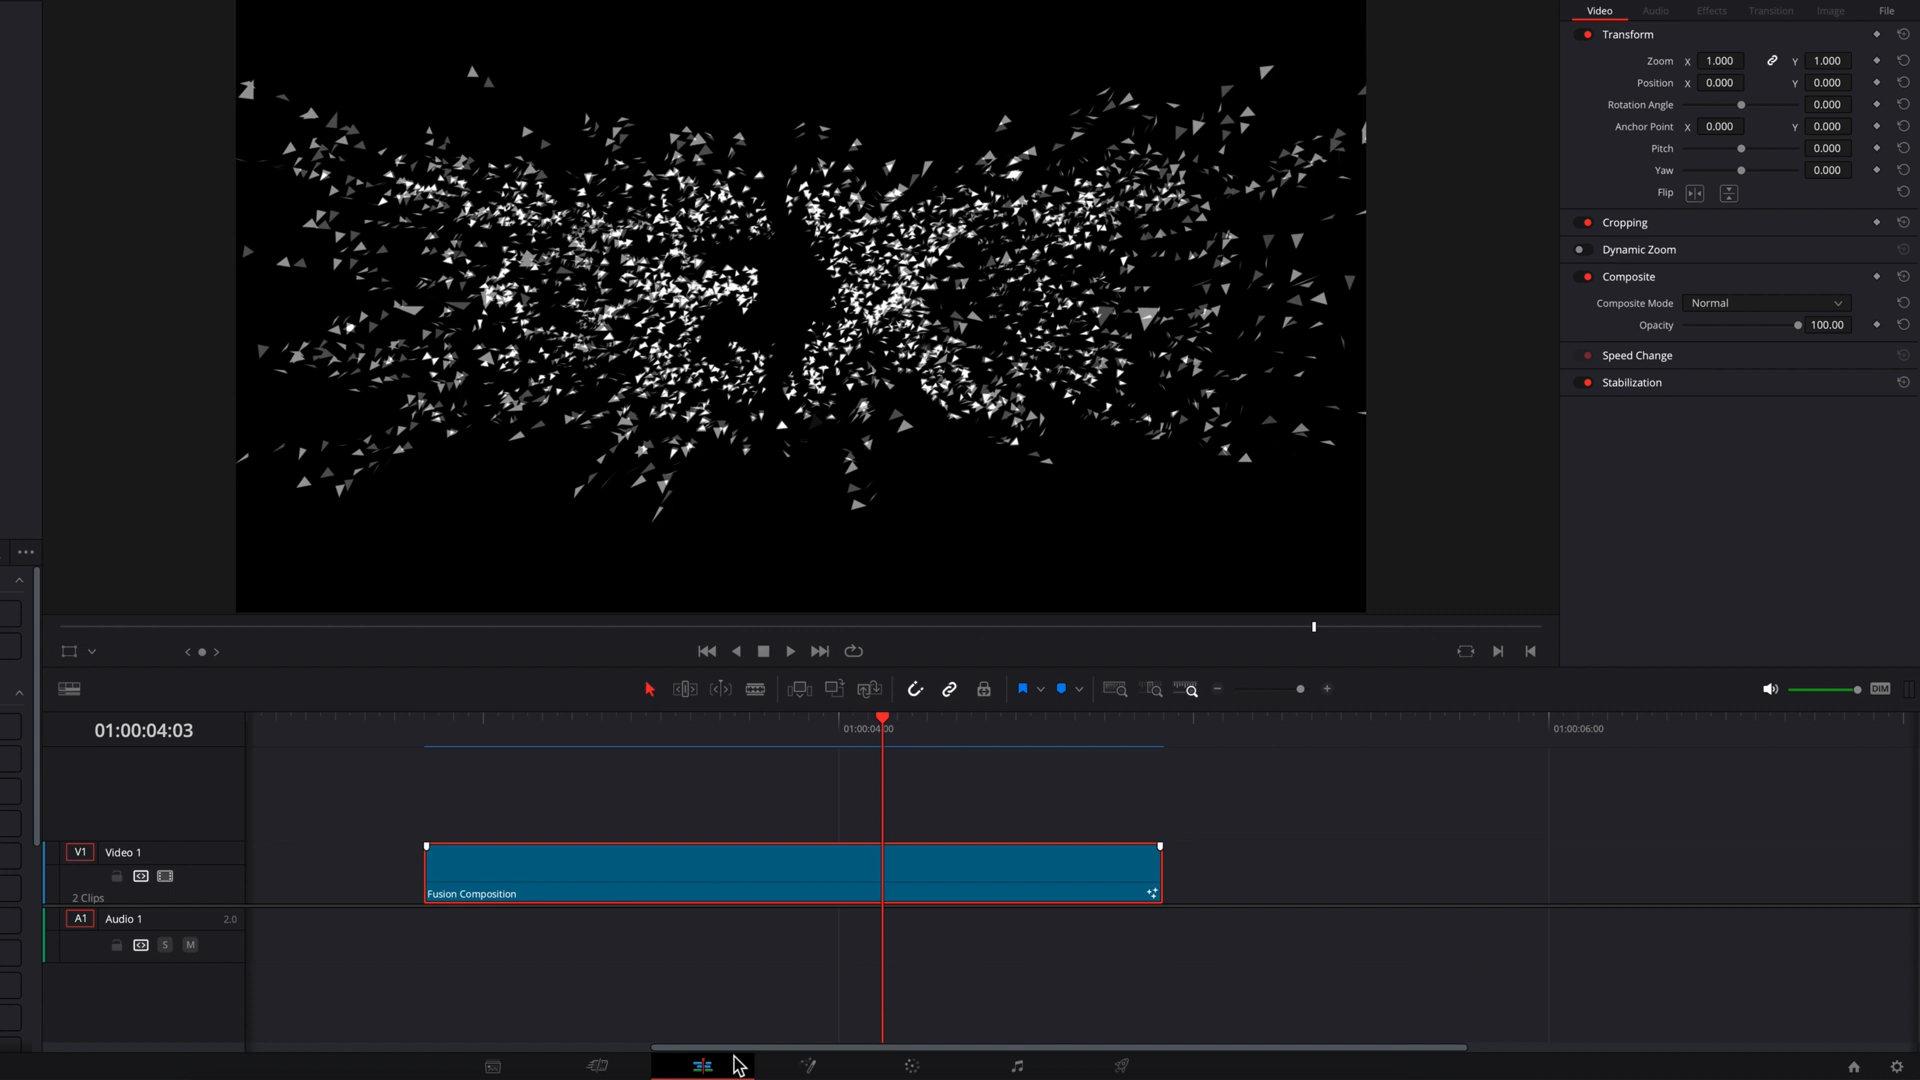 Video Audio Effects Transition Image File
Transform
Zoom X 1.000 Y 1.000
Position X 0.000 Y 0.000
Rotation Angle 0.000
Anchor Point X 0.000 Y 0.000
Pitch 0.000
Yaw 0.000
Flip
Cropping
Dynamic Zoom
Composite
Composite Mode Normal
Opacity 100.00
Speed Change
Stabilization
DIM
01:00:04:03
01:00:04:00
01:00:06:00
V1 Video 1
2 Clips
Fusion Composition
A1 Audio 1 2.0
S M